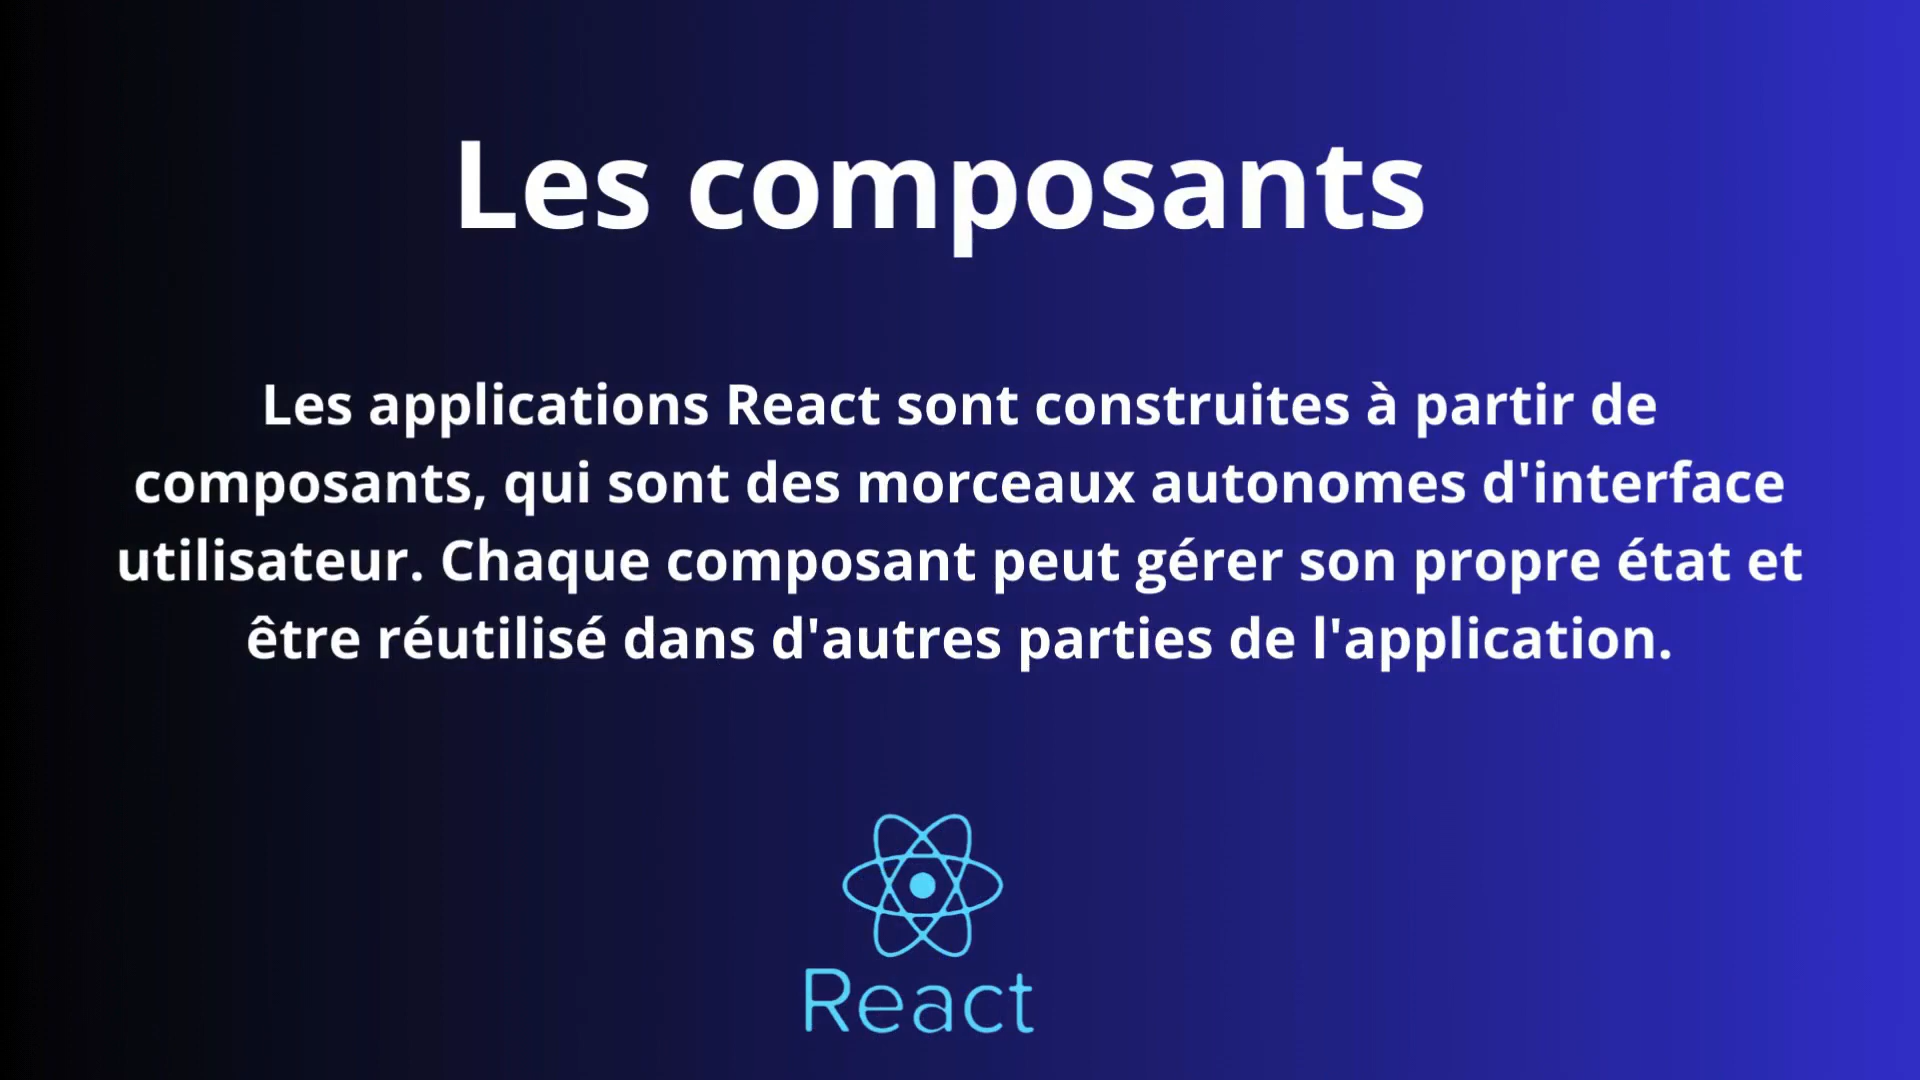 Les composants
Les applications React sont construites à partir de
composants, qui sont des morceaux autonomes d'interface
utilisateur. Chaque composant peut gérer son propre état et
être réutilisé dans d'autres parties de l'application.
React